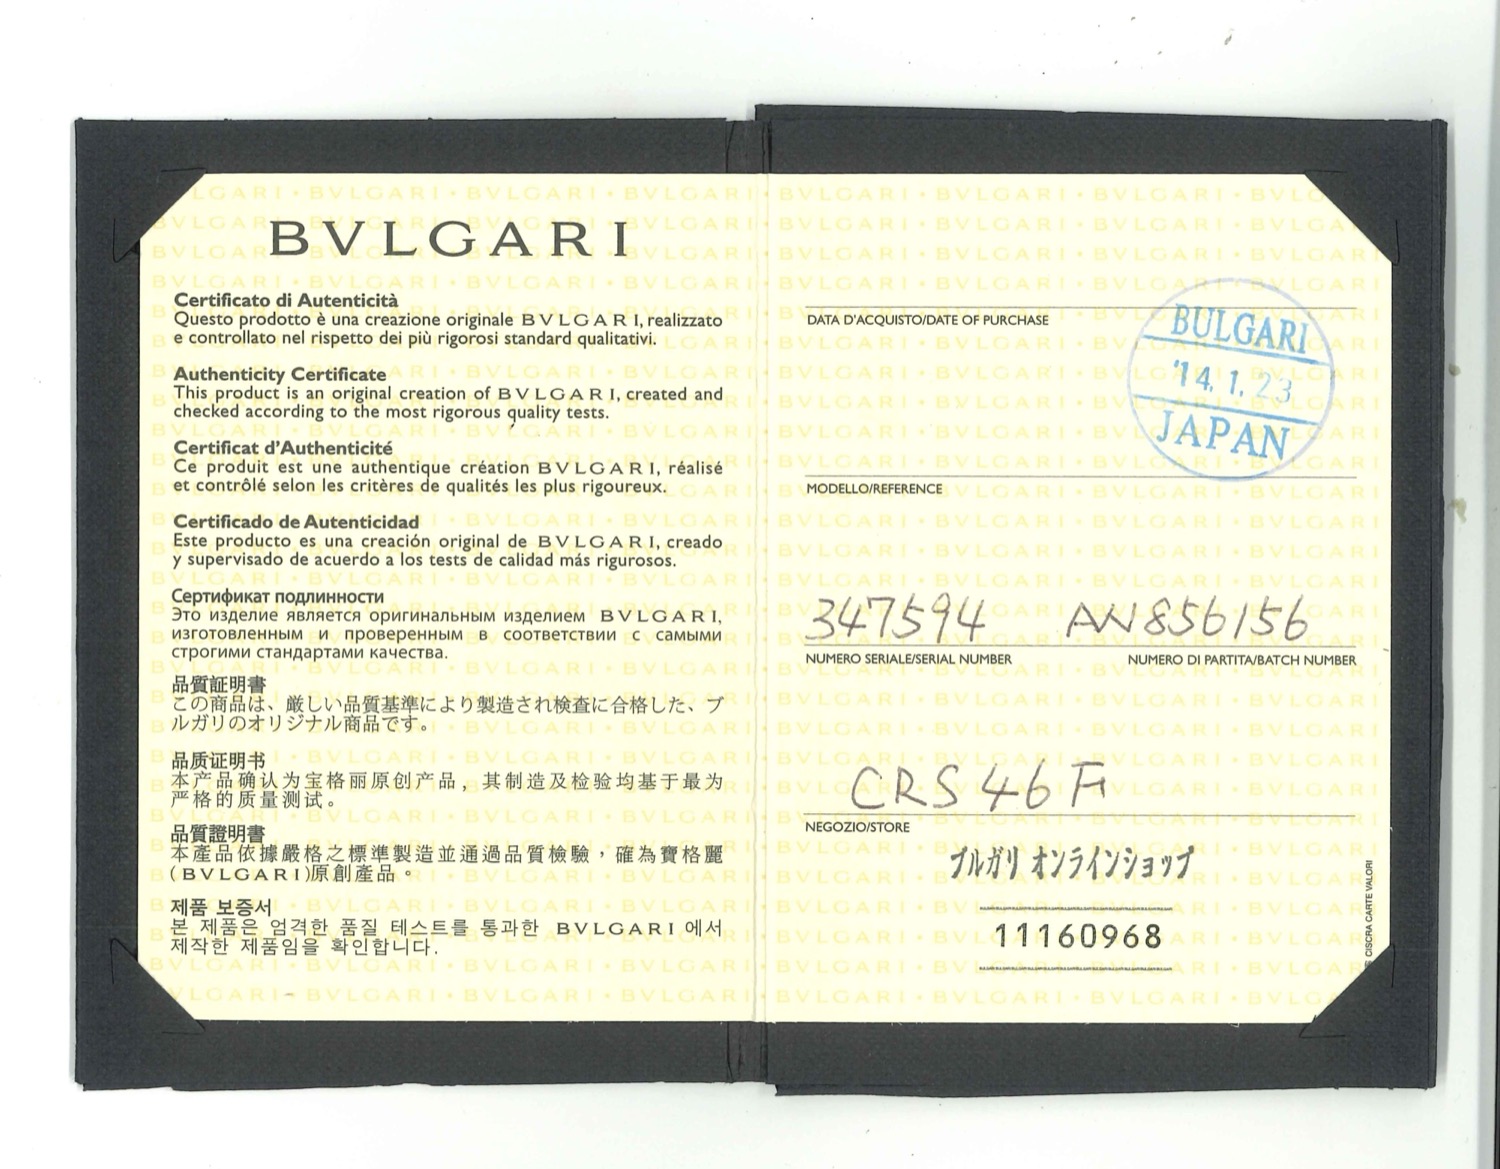 BVLGARI
Certificato di Autenticità
Questo prodotto è una creazione originale BVLGARI, realizzato
e controllato nel rispetto dei più rigorosi standard qualitativi.
Authenticity Certificate
This product is an original creation of BVLGARI, created and
checked according to the most rigorous quality tests.
Certificat d'Authenticité
Ce produit est une authentique création BVLGARI, réalisé
et contrôlé selon les critères de qualités les plus rigoureux.
Certificado de Autenticidad
Este producto es una creación original de BVLGARI, creado
y supervisado de acuerdo a los tests de calidad más rigurosos.
Сертификат подлинности
Это изделие является оригинальным изделием BVLGARI,
изготовленным и проверенным в соответствии с самыми
строгими стандартами качества.
品質証明書
この商品は、厳しい品質基準により製造され検査に合格した、ブ
ルガリのオリジナル商品です。
品质证明书
本产品确认为宝格丽原创产品，其制造及检验均基于最为
严格的质量测试。
品質證明書
本產品依據嚴格之標準製造並通過品質檢驗，確為寶格麗
(BVLGARI)原創產品。
제품 보증서
본 제품은 엄격한 품질 테스트를 통과한 BVLGARI 에서
제작한 제품임을 확인합니다.
DATA D'ACQUISTO/DATE OF PURCHASE
BULGARI
'14.1.23
JAPAN
MODELLO/REFERENCE
347594 AN856156
NUMERO SERIALE/SERIAL NUMBER NUMERO DI PARTITA/BATCH NUMBER
CRS46F
NEGOZIO/STORE
ブルガリ オンラインショップ
11160968
CISCRA CARTE VALORI